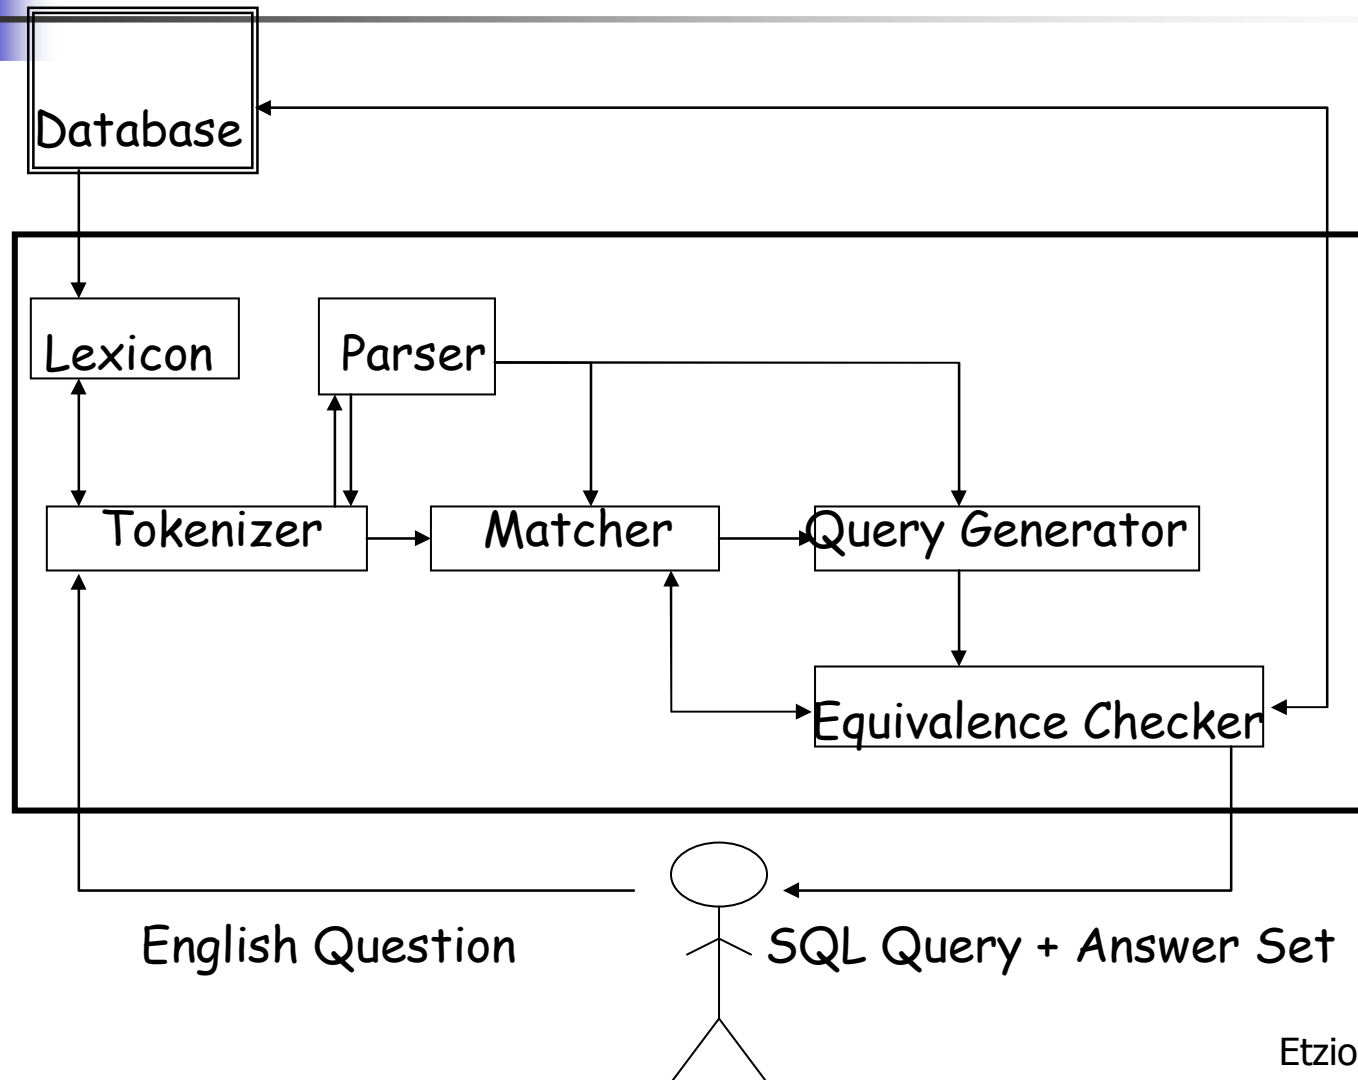 Database
Lexicon
Parser
Tokenizer
Matcher
Query Generator
Equivalence Checker
English Question
SQL Query + Answer Set
Etzio